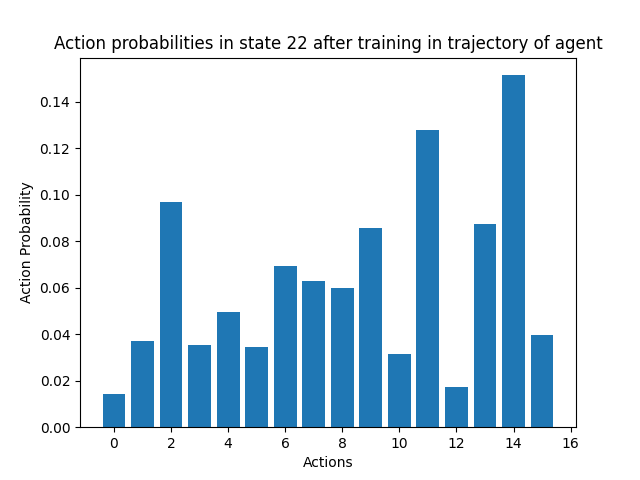 Action probabilities in state 22 after training in trajectory of agent
0.14
0.12
0.10
0.08
0.06
0.04
0.02
0.00
Action Probability
0 2 4 6 8 10 12 14 16
Actions